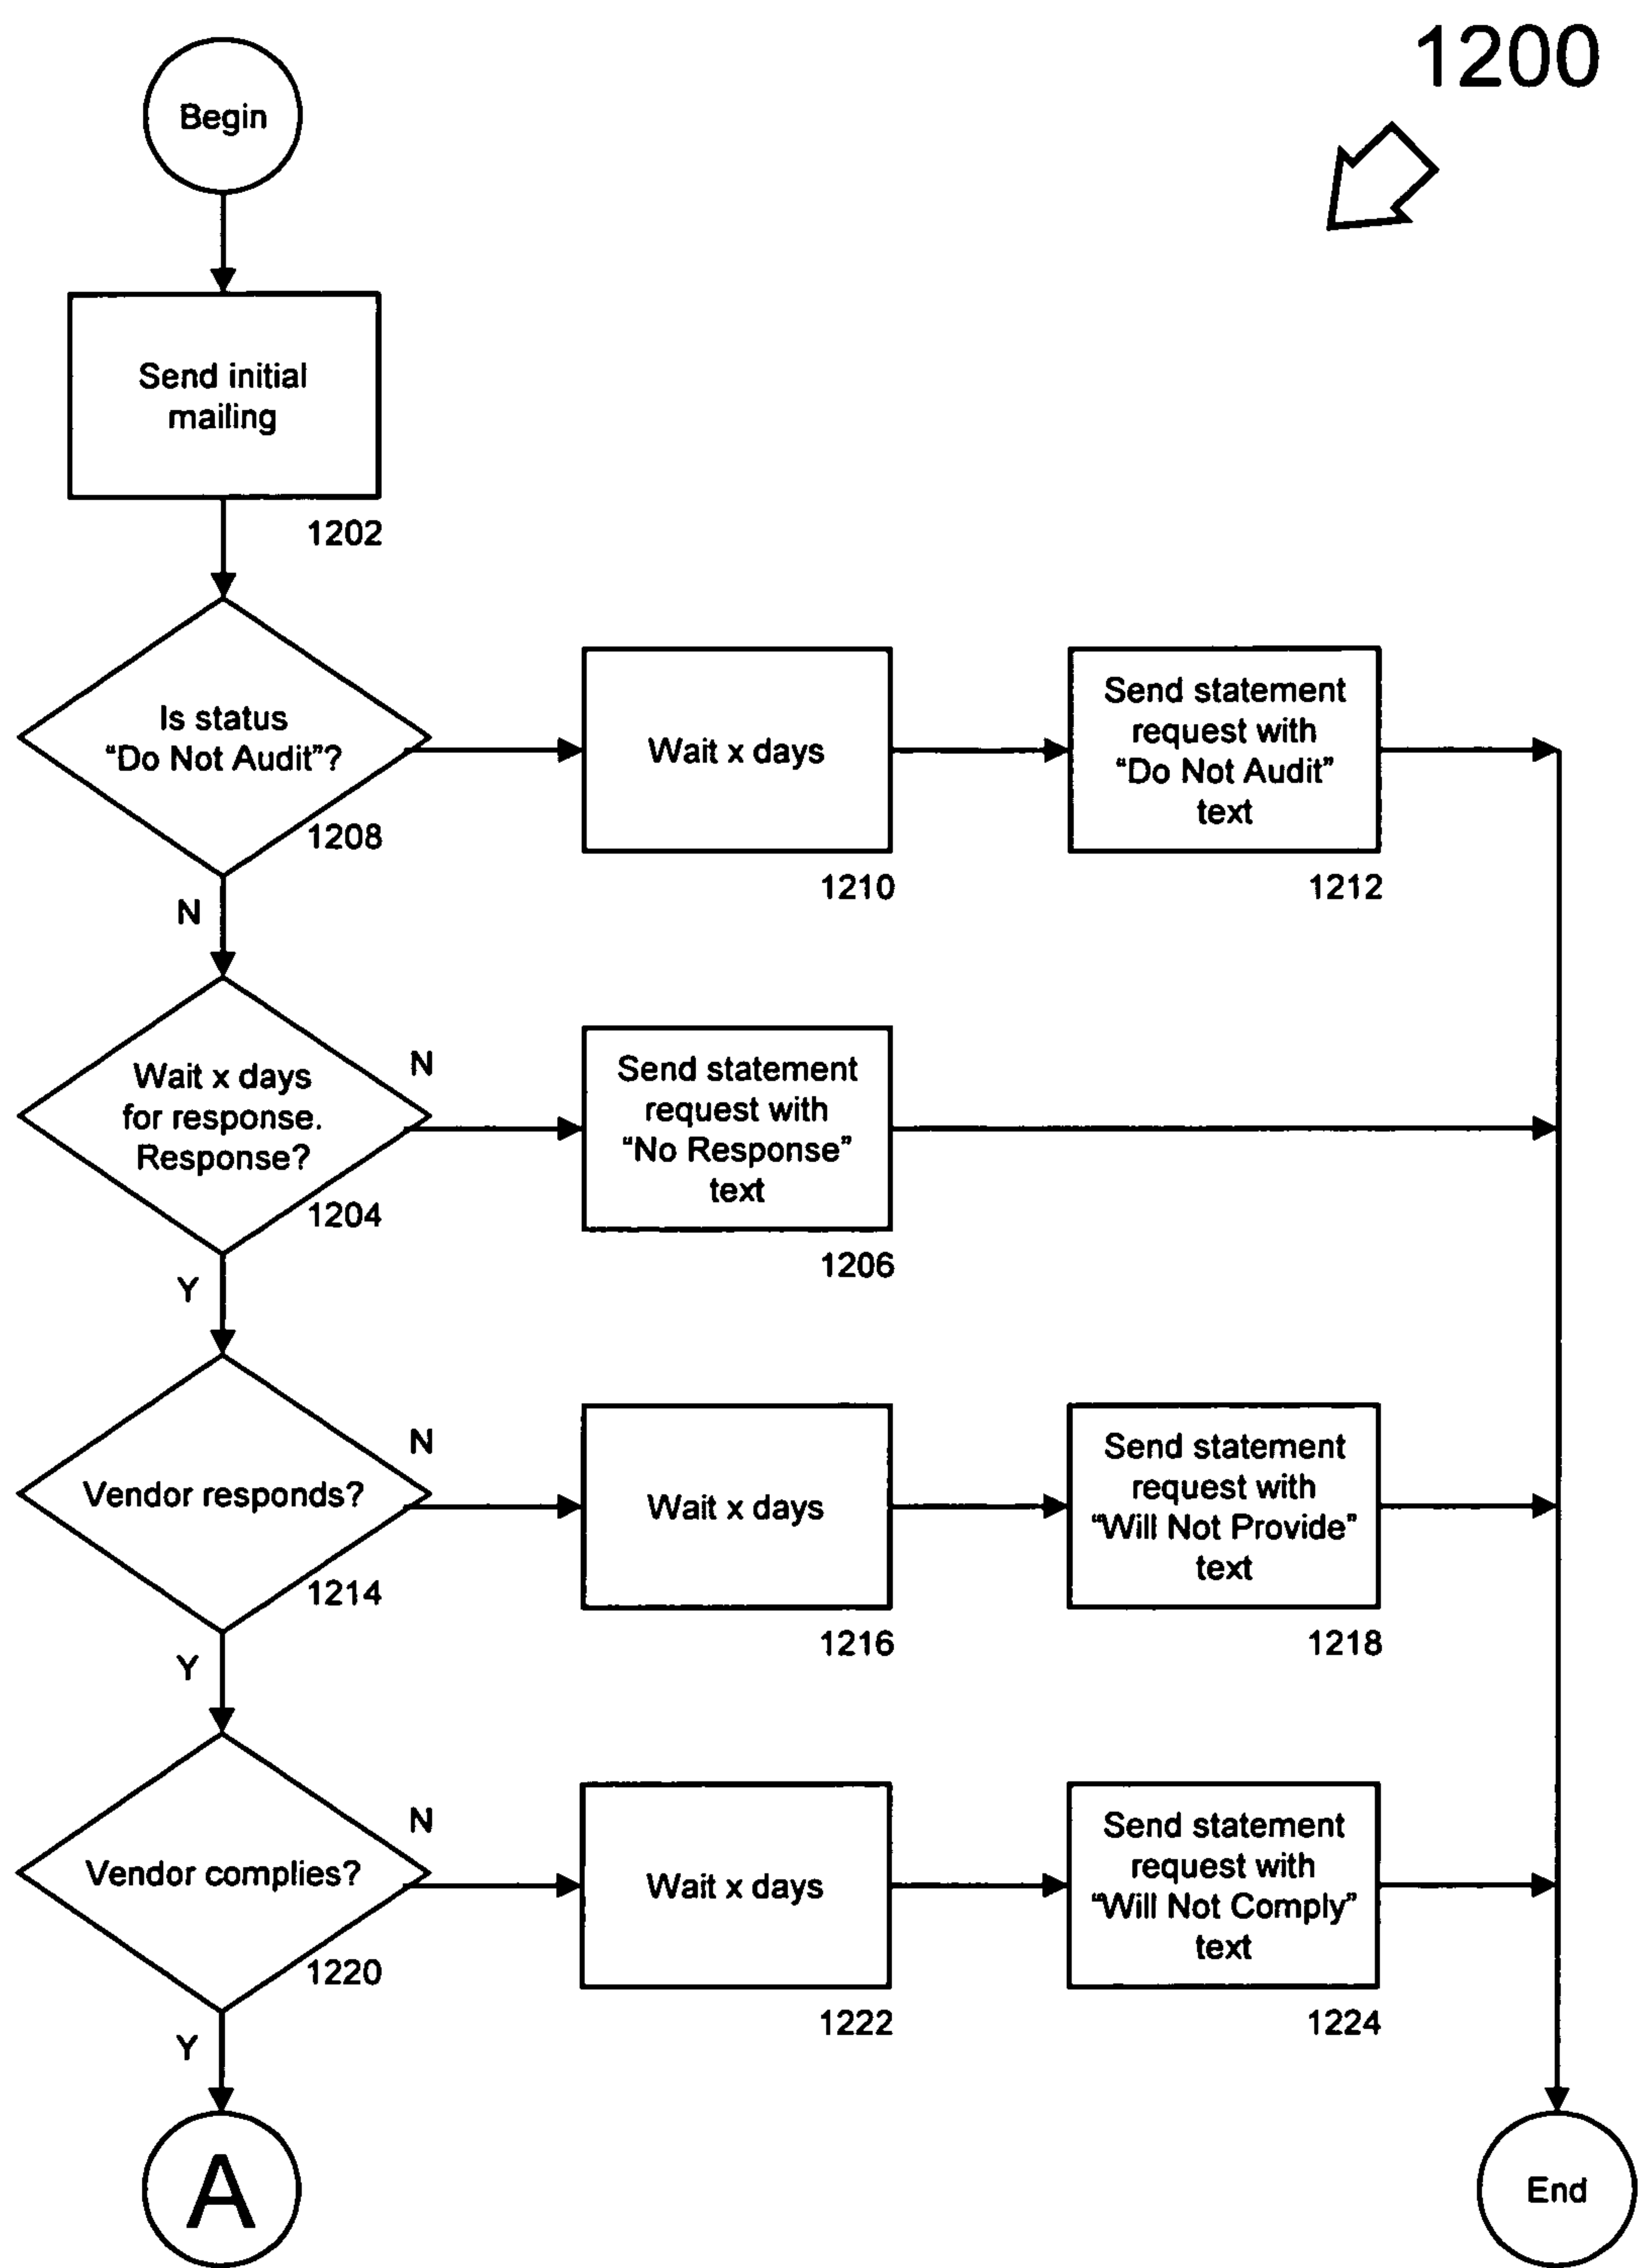 1200
Begin
Send initial
mailing
1202
Is status
“Do Not Audit”?
1208
Wait x days
1210
Send statement
request with
“Do Not Audit”
text
1212
N
Wait x days
for response.
Response?
1204
N
Send statement
request with
“No Response”
text
1206
Y
Vendor responds?
1214
N
Wait x days
1216
Send statement
request with
“Will Not Provide”
text
1218
Y
Vendor complies?
1220
N
Wait x days
1222
Send statement
request with
“Will Not Comply”
text
1224
Y
A
End